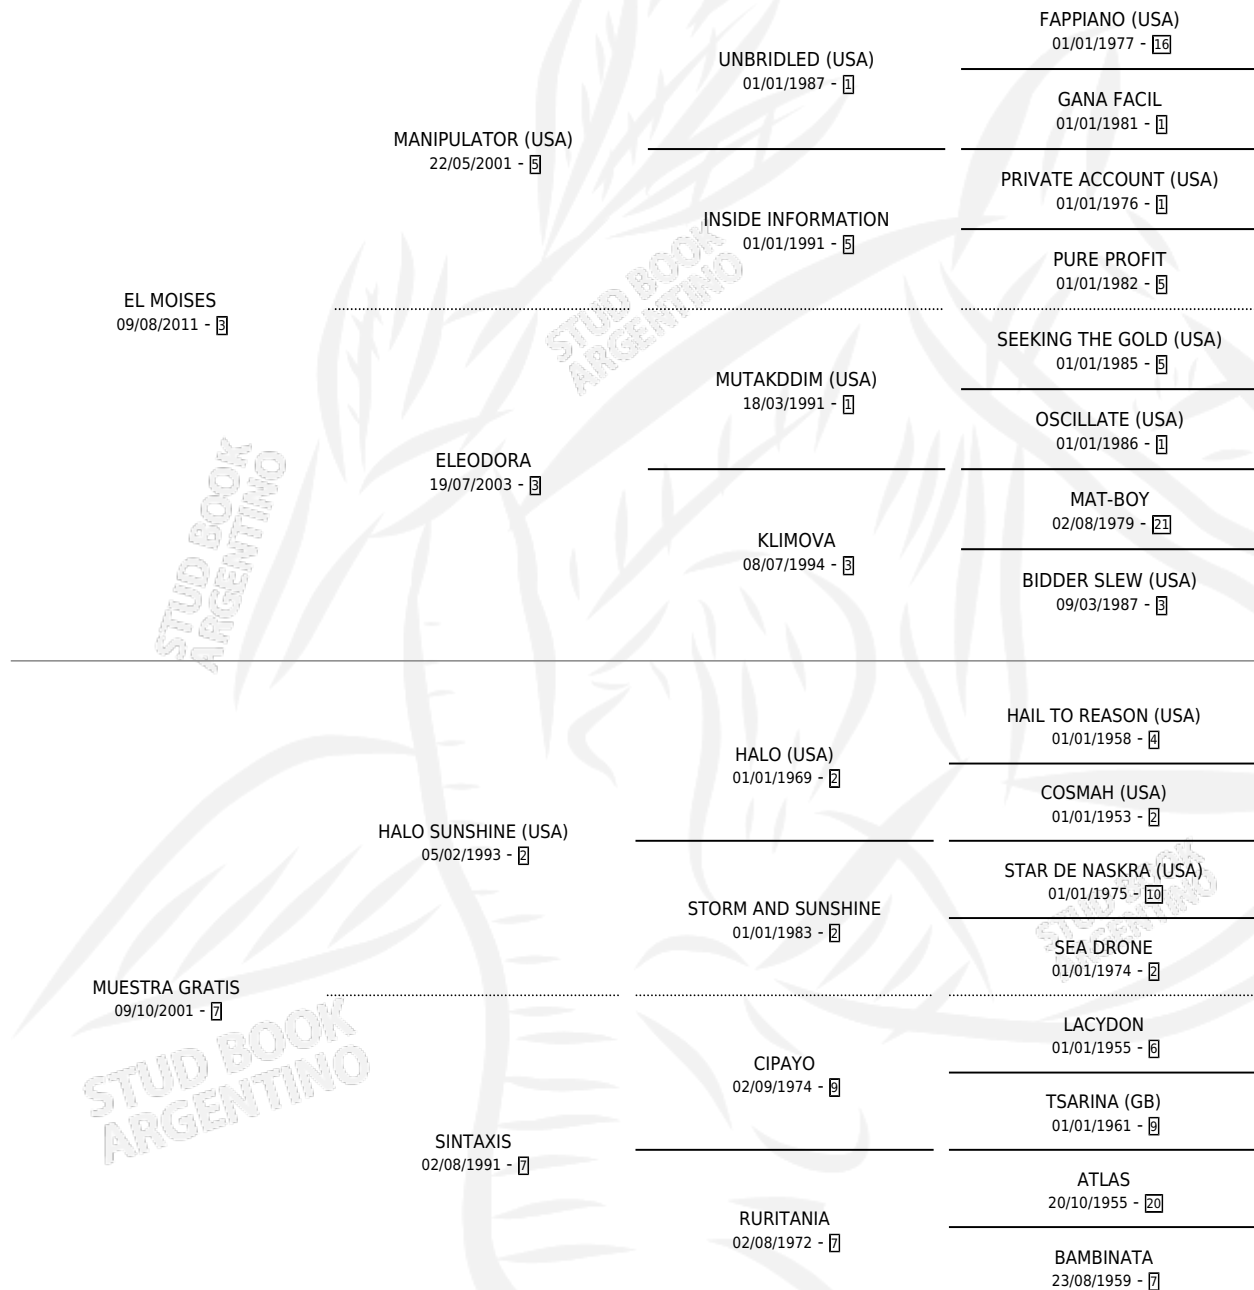 FAPPIANO (USA)
01/01/1977 - 16
UNBRIDLED (USA)
01/01/1987 - 1
GANA FACIL
01/01/1981 - 1
MANIPULATOR (USA)
22/05/2001 - 5
PRIVATE ACCOUNT (USA)
01/01/1976 - 1
INSIDE INFORMATION
01/01/1991 - 5
PURE PROFIT
01/01/1982 - 5
EL MOISES
09/08/2011 - 3
STUD BOOK
ARGENTINO
SEEKING THE GOLD (USA)
01/01/1985 - 5
MUTAKDDIM (USA)
18/03/1991 - 1
OSCILLATE (USA)
01/01/1986 - 1
ELEODORA
19/07/2003 - 3
MAT-BOY
02/08/1979 - 21
KLIMOVA
08/07/1994 - 3
BIDDER SLEW (USA)
09/03/1987 - 3
STUD BOOK
ARGENTINO
HAIL TO REASON (USA)
01/01/1958 - 4
HALO (USA)
01/01/1969 - 2
COSMAH (USA)
01/01/1953 - 2
HALO SUNSHINE (USA)
05/02/1993 - 2
STAR DE NASKRA (USA)
01/01/1975 - 10
STORM AND SUNSHINE
01/01/1983 - 2
SEA DRONE
01/01/1974 - 2
STUD BOOK
ARGENTINO
MUESTRA GRATIS
09/10/2001 - 7
LACYDON
01/01/1955 - 6
CIPAYO
02/09/1974 - 9
TSARINA (GB)
01/01/1961 - 9
STUD BOOK
ARGENTINO
SINTAXIS
02/08/1991 - 7
ATLAS
20/10/1955 - 20
RURITANIA
02/08/1972 - 7
BAMBINATA
23/08/1959 - 7